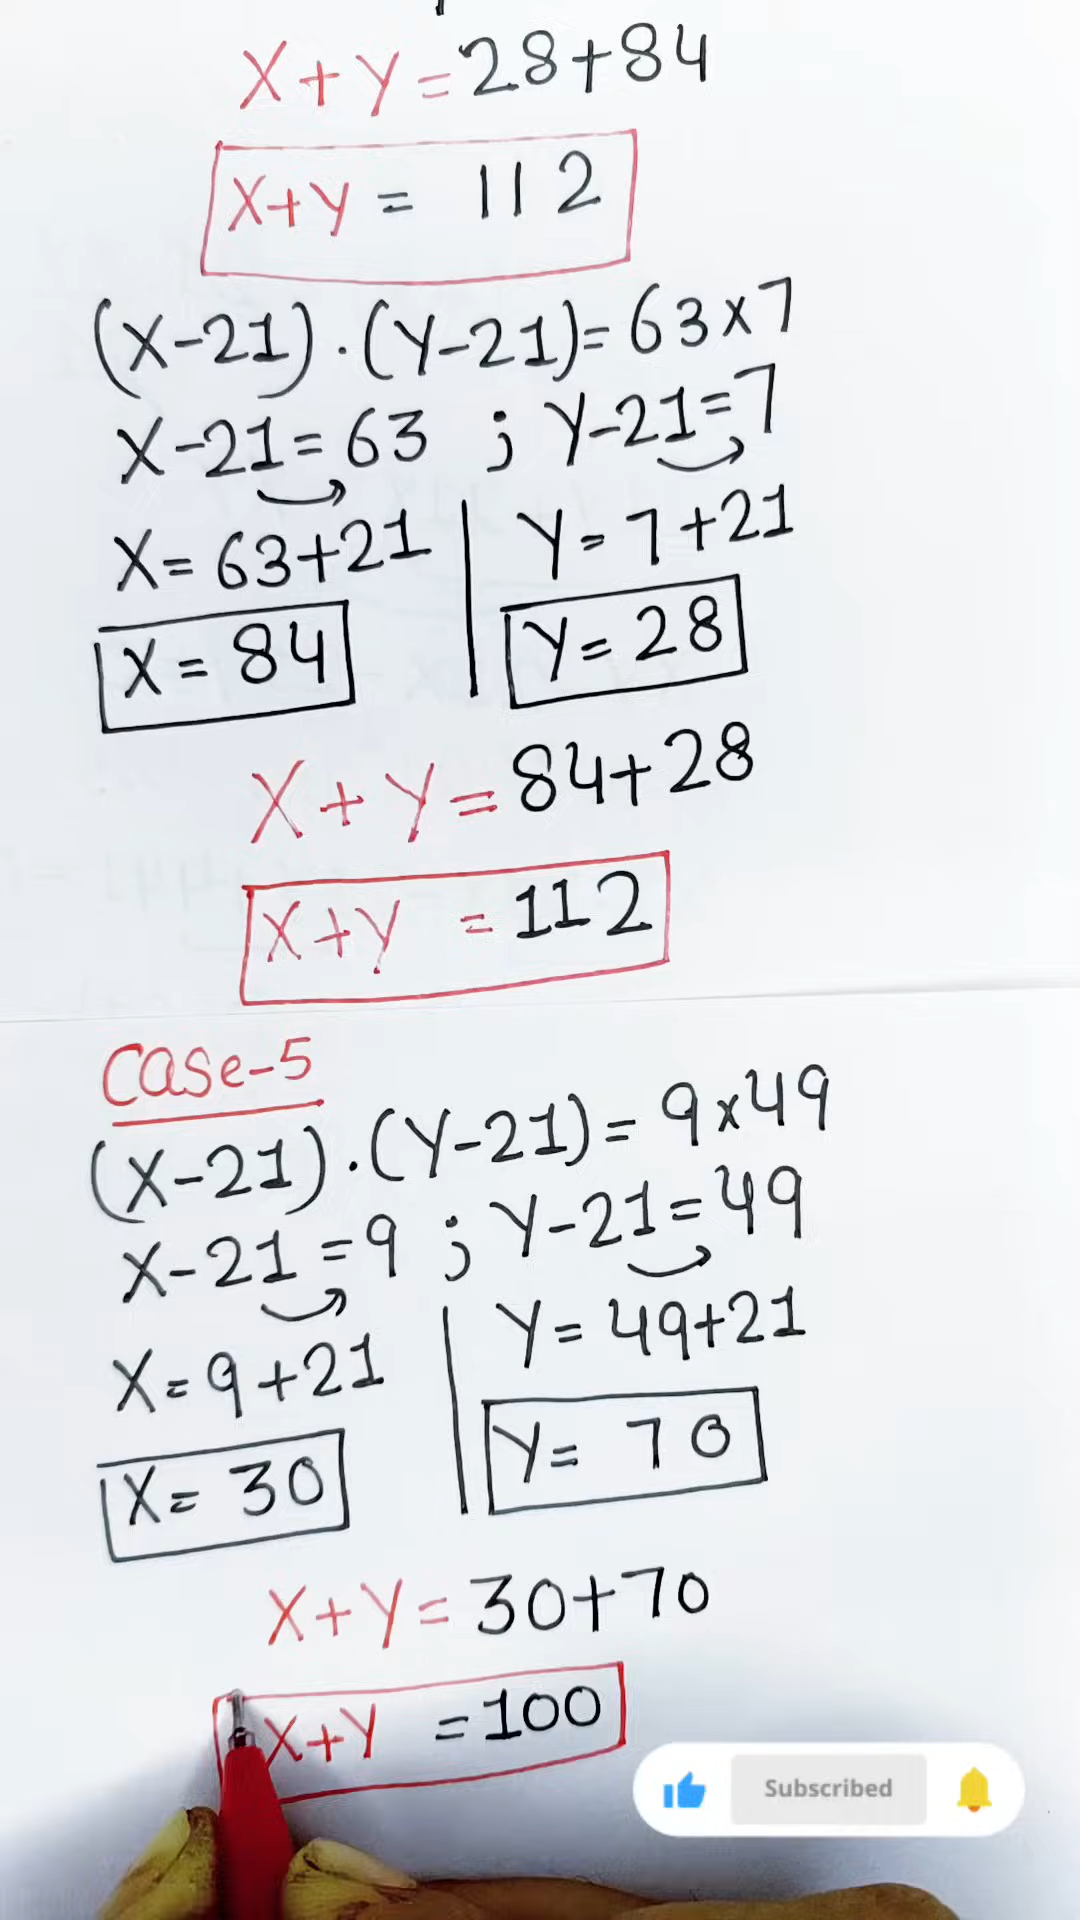 X+Y=28+84
X+Y = 112
(X-21).(Y-21)=63x7
X-21=63 ; Y-21=7
X=63+21 Y=7+21
X=84 Y=28
X+Y=84+28
X+Y =112
Case-5
(X-21).(Y-21)=9x49
X-21=9 ; Y-21=49
X=9+21 Y=49+21
X=30 Y=70
X+Y=30+70
X+Y =100
Subscribed